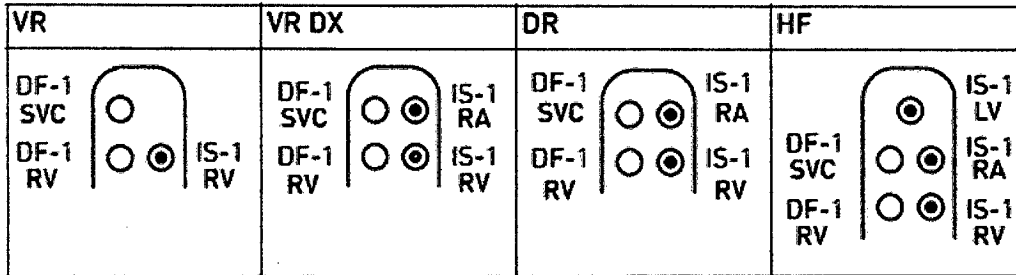 VR
VR DX
DR
HF
DF-1
SVC
DF-1
RV
IS-1
RV
DF-1
SVC
DF-1
RV
IS-1
RA
IS-1
RV
DF-1
SVC
DF-1
RV
IS-1
RA
IS-1
RV
DF-1
SVC
DF-1
RV
IS-1
LV
IS-1
RA
IS-1
RV